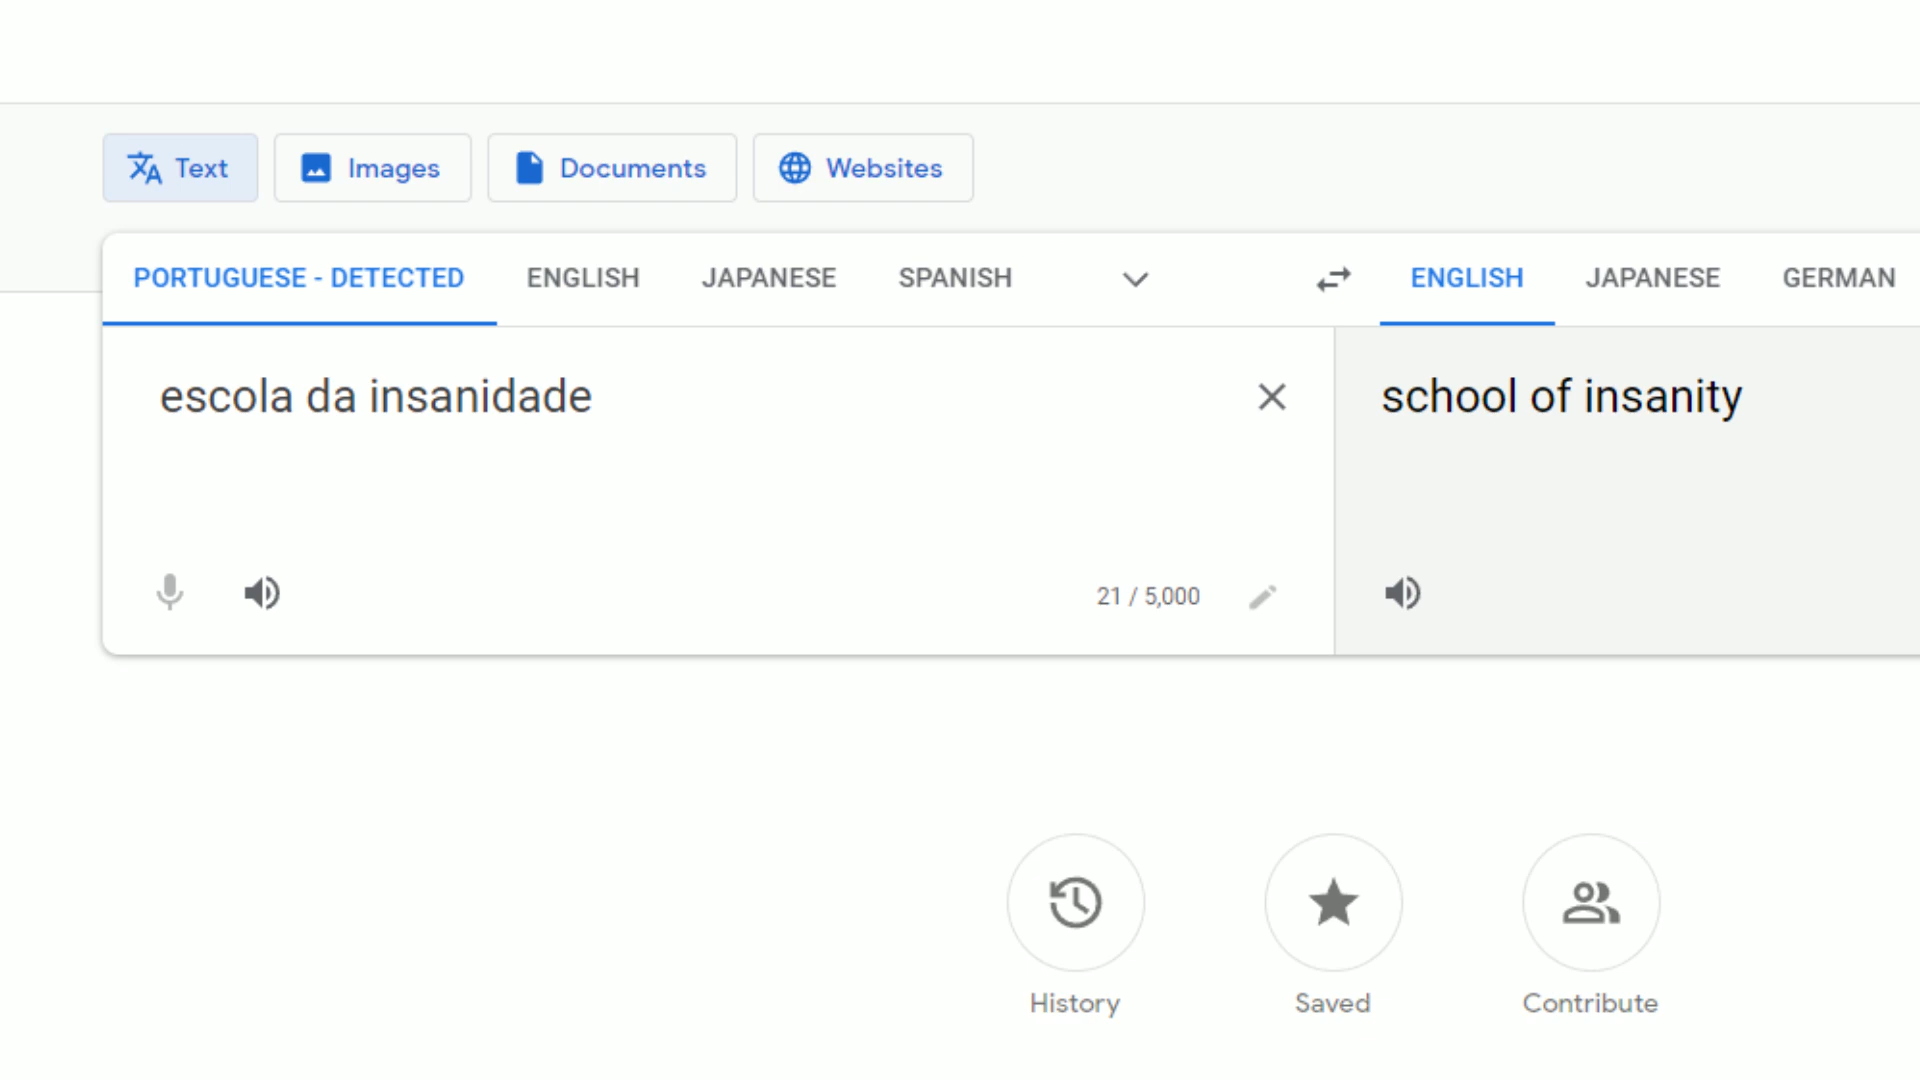 Text Images Documents Websites
PORTUGUESE - DETECTED ENGLISH JAPANESE SPANISH ENGLISH JAPANESE GERMAN
escola da insanidade
school of insanity
21 / 5,000
History Saved Contribute